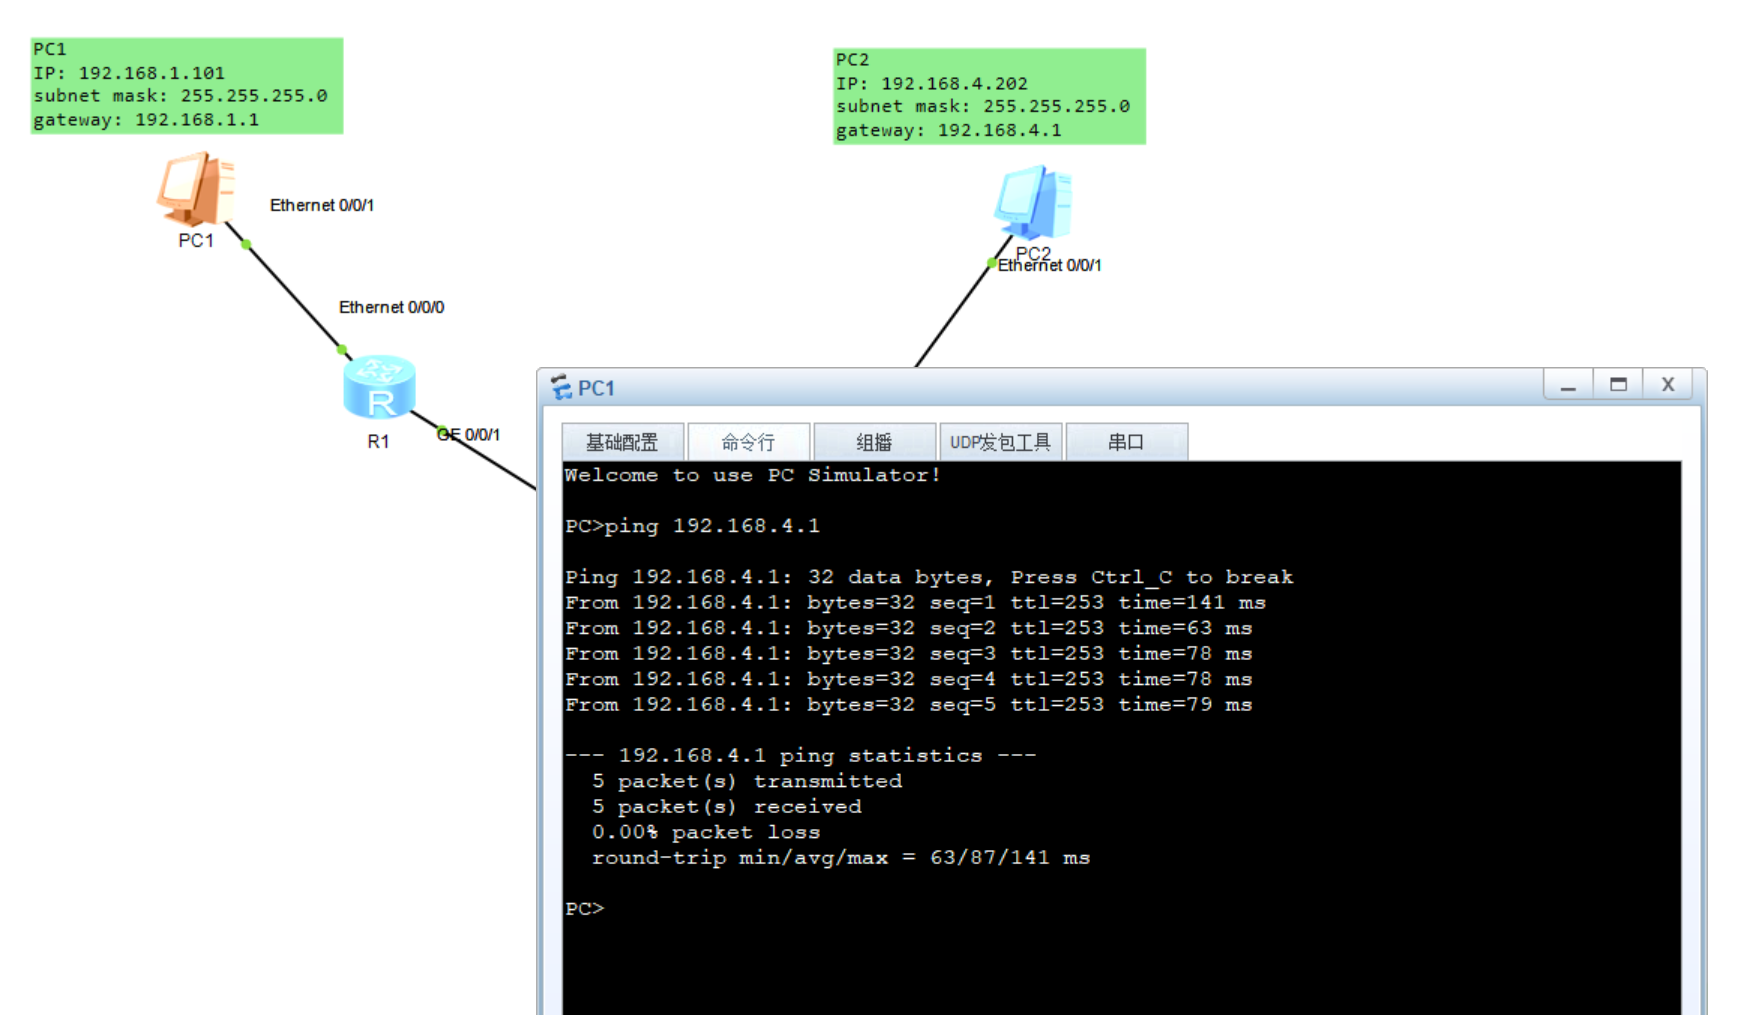 PC1
IP: 192.168.1.101
subnet mask: 255.255.255.0
gateway: 192.168.1.1
PC2
IP: 192.168.4.202
subnet mask: 255.255.255.0
gateway: 192.168.4.1
Ethernet 0/0/1
PC1
PC2
Ethernet 0/0/1
Ethernet 0/0/0
R
R1
GE 0/0/1
PC1
X
基础配置
命令行
组播
UDP发包工具
串口
Welcome to use PC Simulator!
PC>ping 192.168.4.1
Ping 192.168.4.1: 32 data bytes, Press Ctrl_C to break
From 192.168.4.1: bytes=32 seq=1 ttl=253 time=141 ms
From 192.168.4.1: bytes=32 seq=2 ttl=253 time=63 ms
From 192.168.4.1: bytes=32 seq=3 ttl=253 time=78 ms
From 192.168.4.1: bytes=32 seq=4 ttl=253 time=78 ms
From 192.168.4.1: bytes=32 seq=5 ttl=253 time=79 ms
--- 192.168.4.1 ping statistics ---
5 packet(s) transmitted
5 packet(s) received
0.00% packet loss
round-trip min/avg/max = 63/87/141 ms
PC>